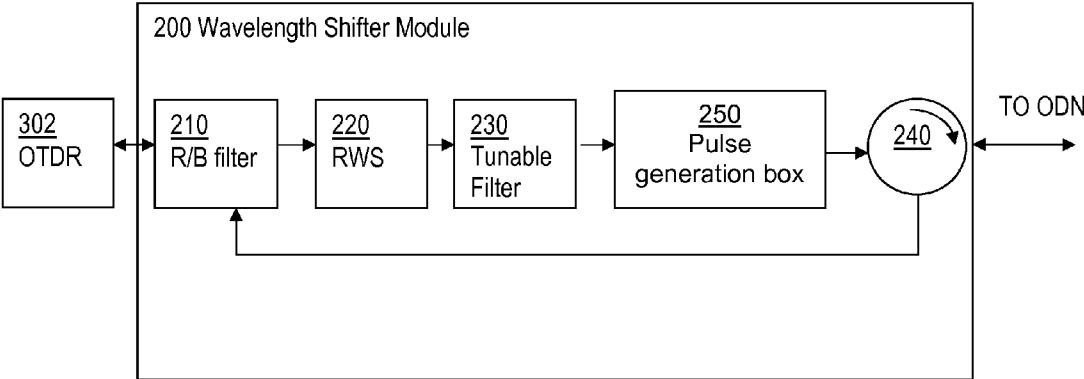 200 Wavelength Shifter Module
302
OTDR
210
R/B filter
220
RWS
230
Tunable
Filter
250
Pulse
generation box
240
TO ODN